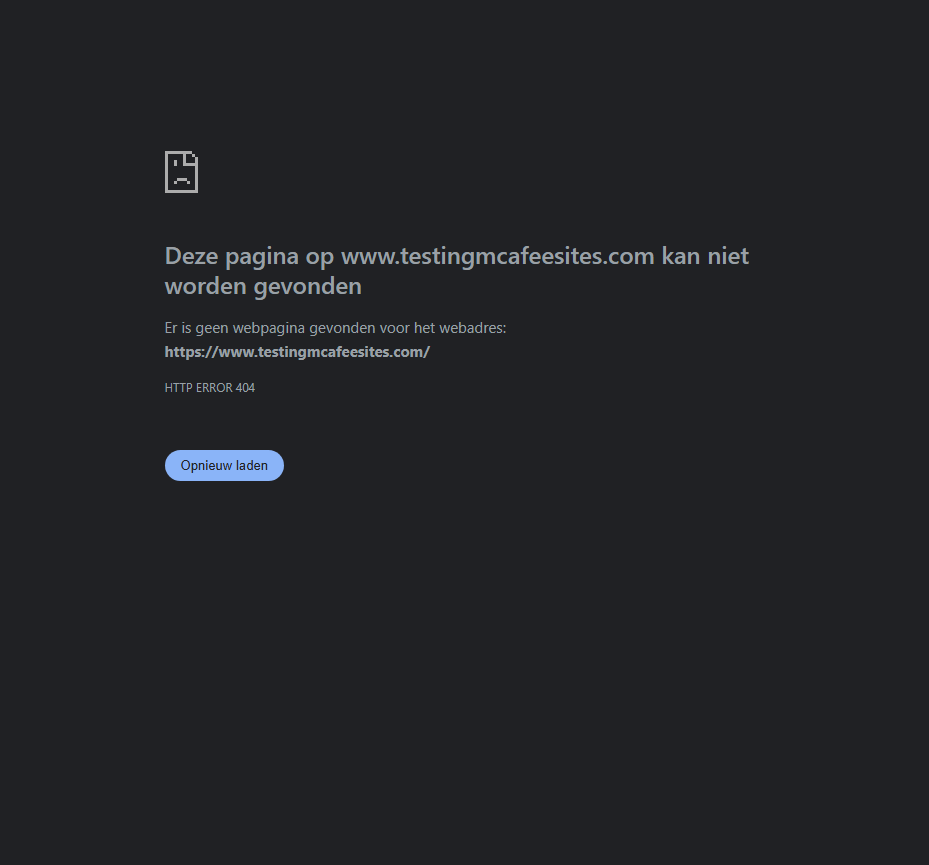 Deze pagina op www.testingmcafeesites.com kan niet
worden gevonden
Er is geen webpagina gevonden voor het webadres:
https://www.testingmcafeesites.com/
HTTP ERROR 404
Opnieuw laden